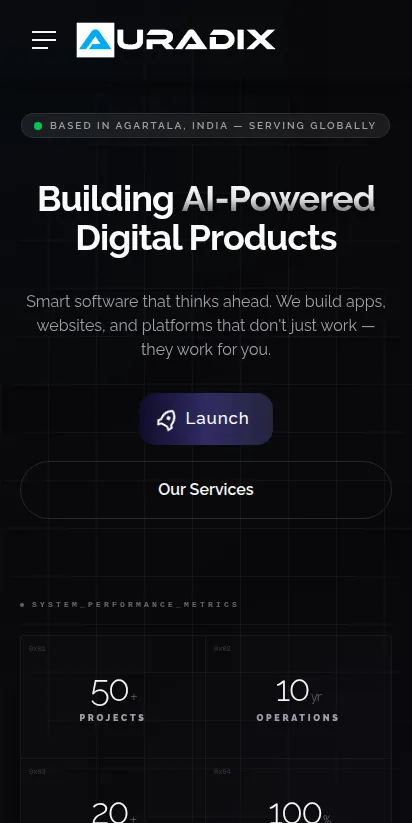 AURADIX
BASED IN AGARTALA, INDIA — SERVING GLOBALLY
Building AI-Powered
Digital Products
Smart software that thinks ahead. We build apps,
websites, and platforms that don't just work —
they work for you.
Launch
Our Services
SYSTEM_PERFORMANCE_METRICS
0x01 0x02
50+ 10yr
PROJECTS OPERATIONS
0x03 0x04
20+ 100%